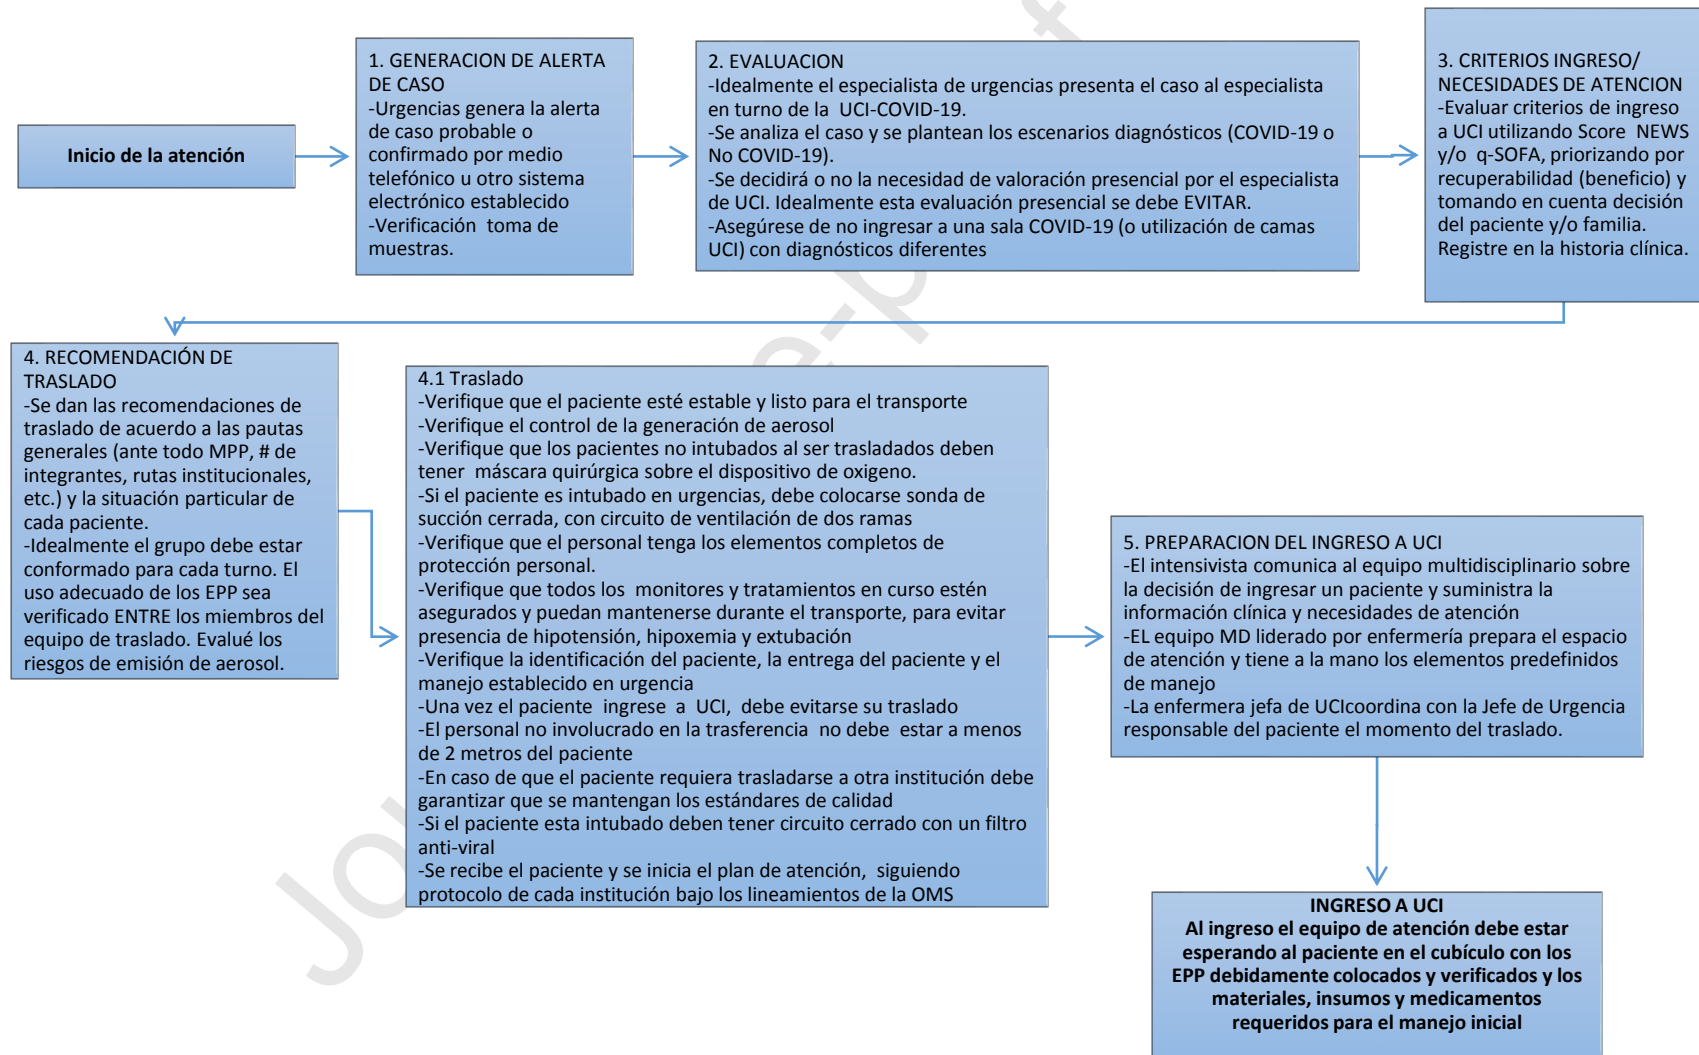 Inicio de la atención
1. GENERACION DE ALERTA
DE CASO
-Urgencias genera la alerta
de caso probable o
confirmado por medio
telefónico u otro sistema
electrónico establecido
-Verificación toma de
muestras.
2. EVALUACION
-Idealmente el especialista de urgencias presenta el caso al especialista
en turno de la UCI-COVID-19.
-Se analiza el caso y se plantean los escenarios diagnósticos (COVID-19 o
No COVID-19).
-Se decidirá o no la necesidad de valoración presencial por el especialista
de UCI. Idealmente esta evaluación presencial se debe EVITAR.
-Asegúrese de no ingresar a una sala COVID-19 (o utilización de camas
UCI) con diagnósticos diferentes
3. CRITERIOS INGRESO/
NECESIDADES DE ATENCION
-Evaluar criterios de ingreso
a UCI utilizando Score NEWS
y/o q-SOFA, priorizando por
recuperabilidad (beneficio) y
tomando en cuenta decisión
del paciente y/o familia.
Registre en la historia clínica.
4. RECOMENDACIÓN DE
TRASLADO
-Se dan las recomendaciones de
traslado de acuerdo a las pautas
generales (ante todo MPP, # de
integrantes, rutas institucionales,
etc.) y la situación particular de
cada paciente.
-Idealmente el grupo debe estar
conformado para cada turno. El
uso adecuado de los EPP sea
verificado ENTRE los miembros del
equipo de traslado. Evalué los
riesgos de emisión de aerosol.
4.1 Traslado
-Verifique que el paciente esté estable y listo para el transporte
-Verifique el control de la generación de aerosol
-Verifique que los pacientes no intubados al ser trasladados deben
tener máscara quirúrgica sobre el dispositivo de oxigeno.
-Si el paciente es intubado en urgencias, debe colocarse sonda de
succión cerrada, con circuito de ventilación de dos ramas
-Verifique que el personal tenga los elementos completos de
protección personal.
-Verifique que todos los monitores y tratamientos en curso estén
asegurados y puedan mantenerse durante el transporte, para evitar
presencia de hipotensión, hipoxemia y extubación
-Verifique la identificación del paciente, la entrega del paciente y el
manejo establecido en urgencia
-Una vez el paciente ingrese a UCI, debe evitarse su traslado
-El personal no involucrado en la trasferencia no debe estar a menos
de 2 metros del paciente
-En caso de que el paciente requiera trasladarse a otra institución debe
garantizar que se mantengan los estándares de calidad
-Si el paciente esta intubado deben tener circuito cerrado con un filtro
anti-viral
-Se recibe el paciente y se inicia el plan de atención, siguiendo
protocolo de cada institución bajo los lineamientos de la OMS
5. PREPARACION DEL INGRESO A UCI
-El intensivista comunica al equipo multidisciplinario sobre
la decisión de ingresar un paciente y suministra la
información clínica y necesidades de atención
-EL equipo MD liderado por enfermería prepara el espacio
de atención y tiene a la mano los elementos predefinidos
de manejo
-La enfermera jefa de UCIcoordina con la Jefe de Urgencia
responsable del paciente el momento del traslado.
INGRESO A UCI
Al ingreso el equipo de atención debe estar
esperando al paciente en el cubículo con los
EPP debidamente colocados y verificados y los
materiales, insumos y medicamentos
requeridos para el manejo inicial